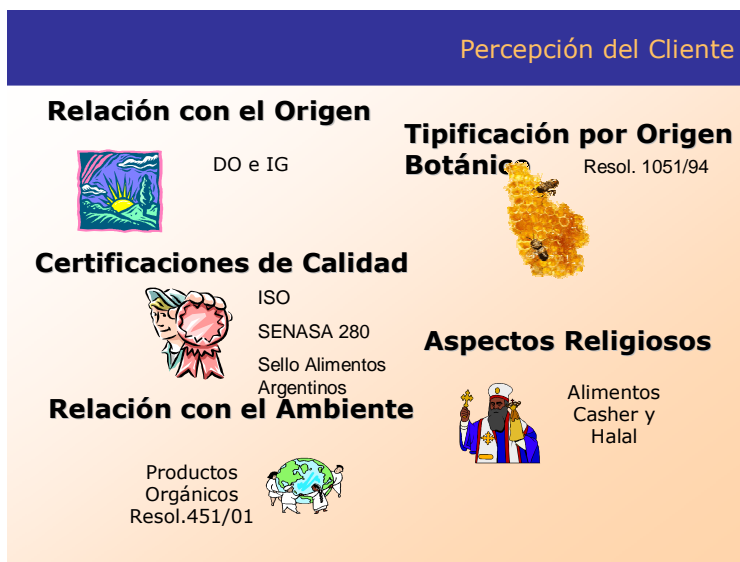 Percepción del Cliente
Relación con el Origen
DO e IG
Tipificación por Origen
Botánico
Resol. 1051/94
Certificaciones de Calidad
ISO
SENASA 280
Sello Alimentos
Argentinos
Aspectos Religiosos
Alimentos
Casher y
Halal
Relación con el Ambiente
Productos
Orgánicos
Resol.451/01